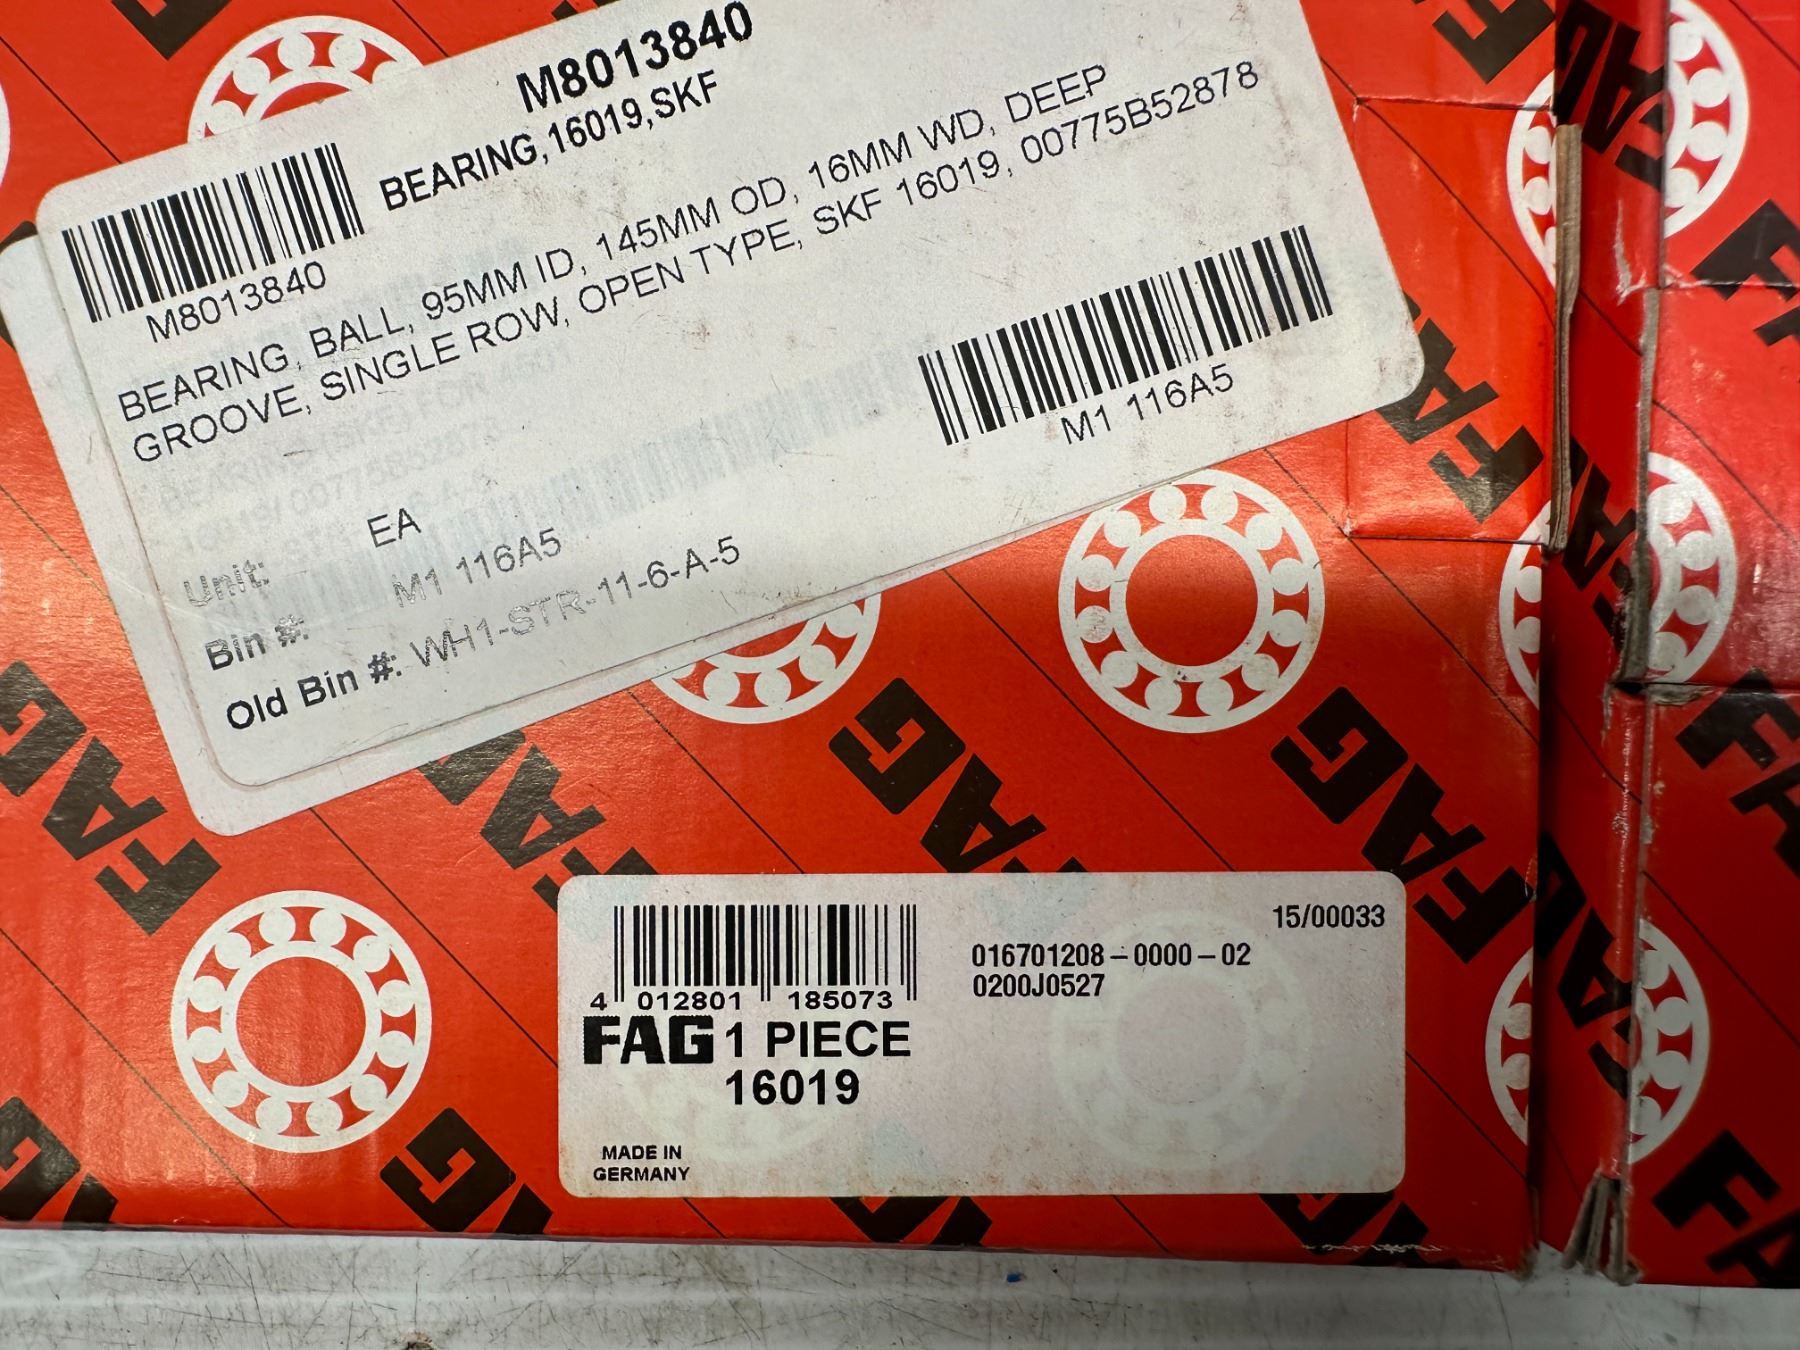 M8013840
BEARING,16019,SKF
M8013840
BEARING, BALL, 95MM ID, 145MM OD, 16MM WD, DEEP
GROOVE, SINGLE ROW, OPEN TYPE, SKF 16019, 00775B52878
M1 116A5
Unit: EA
Bin #: M1 116A5
Old Bin #: WH1-STR-11-6-A-5
FAG
FAG
FAG
FAG
FAG
15/00033
016701208-0000-02
0200J0527
4 012801 185073
FAG 1 PIECE
16019
MADE IN
GERMANY